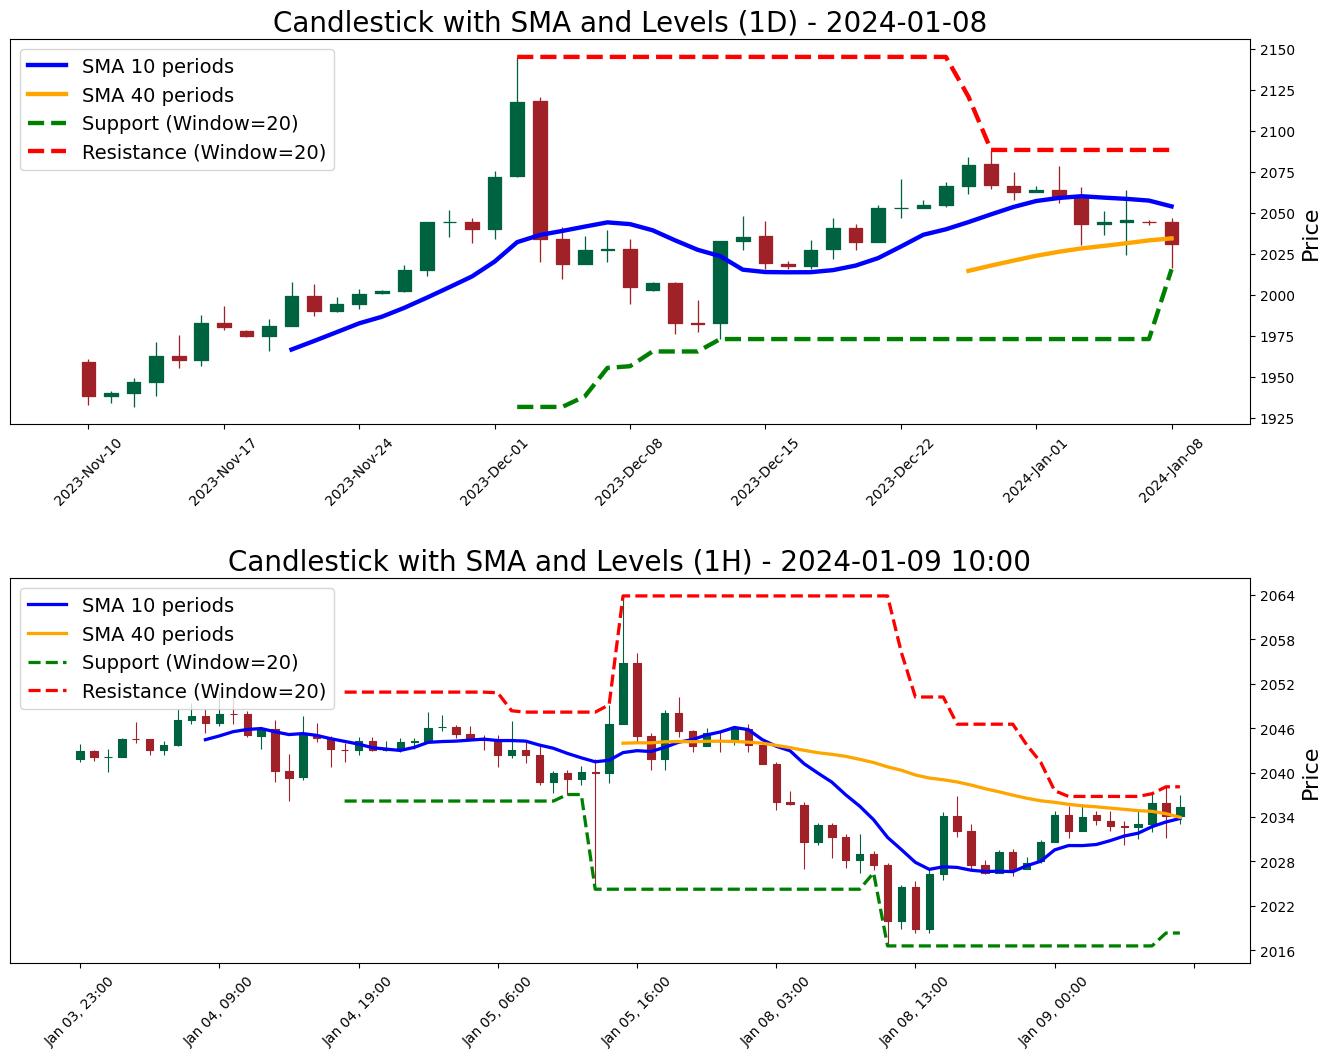 Candlestick with SMA and Levels (1D) - 2024-01-08
SMA 10 periods
SMA 40 periods
Support (Window=20)
Resistance (Window=20)
2150
2125
2100
2075
2050
2025
2000
1975
1950
1925
Price
2023-Nov-10
2023-Nov-17
2023-Nov-24
2023-Dec-01
2023-Dec-08
2023-Dec-15
2023-Dec-22
2024-Jan-01
2024-Jan-08
Candlestick with SMA and Levels (1H) - 2024-01-09 10:00
SMA 10 periods
SMA 40 periods
Support (Window=20)
Resistance (Window=20)
2064
2058
2052
2046
2040
2034
2028
2022
2016
Price
Jan 03, 23:00
Jan 04, 09:00
Jan 04, 19:00
Jan 05, 06:00
Jan 05, 16:00
Jan 08, 03:00
Jan 08, 13:00
Jan 09, 00:00